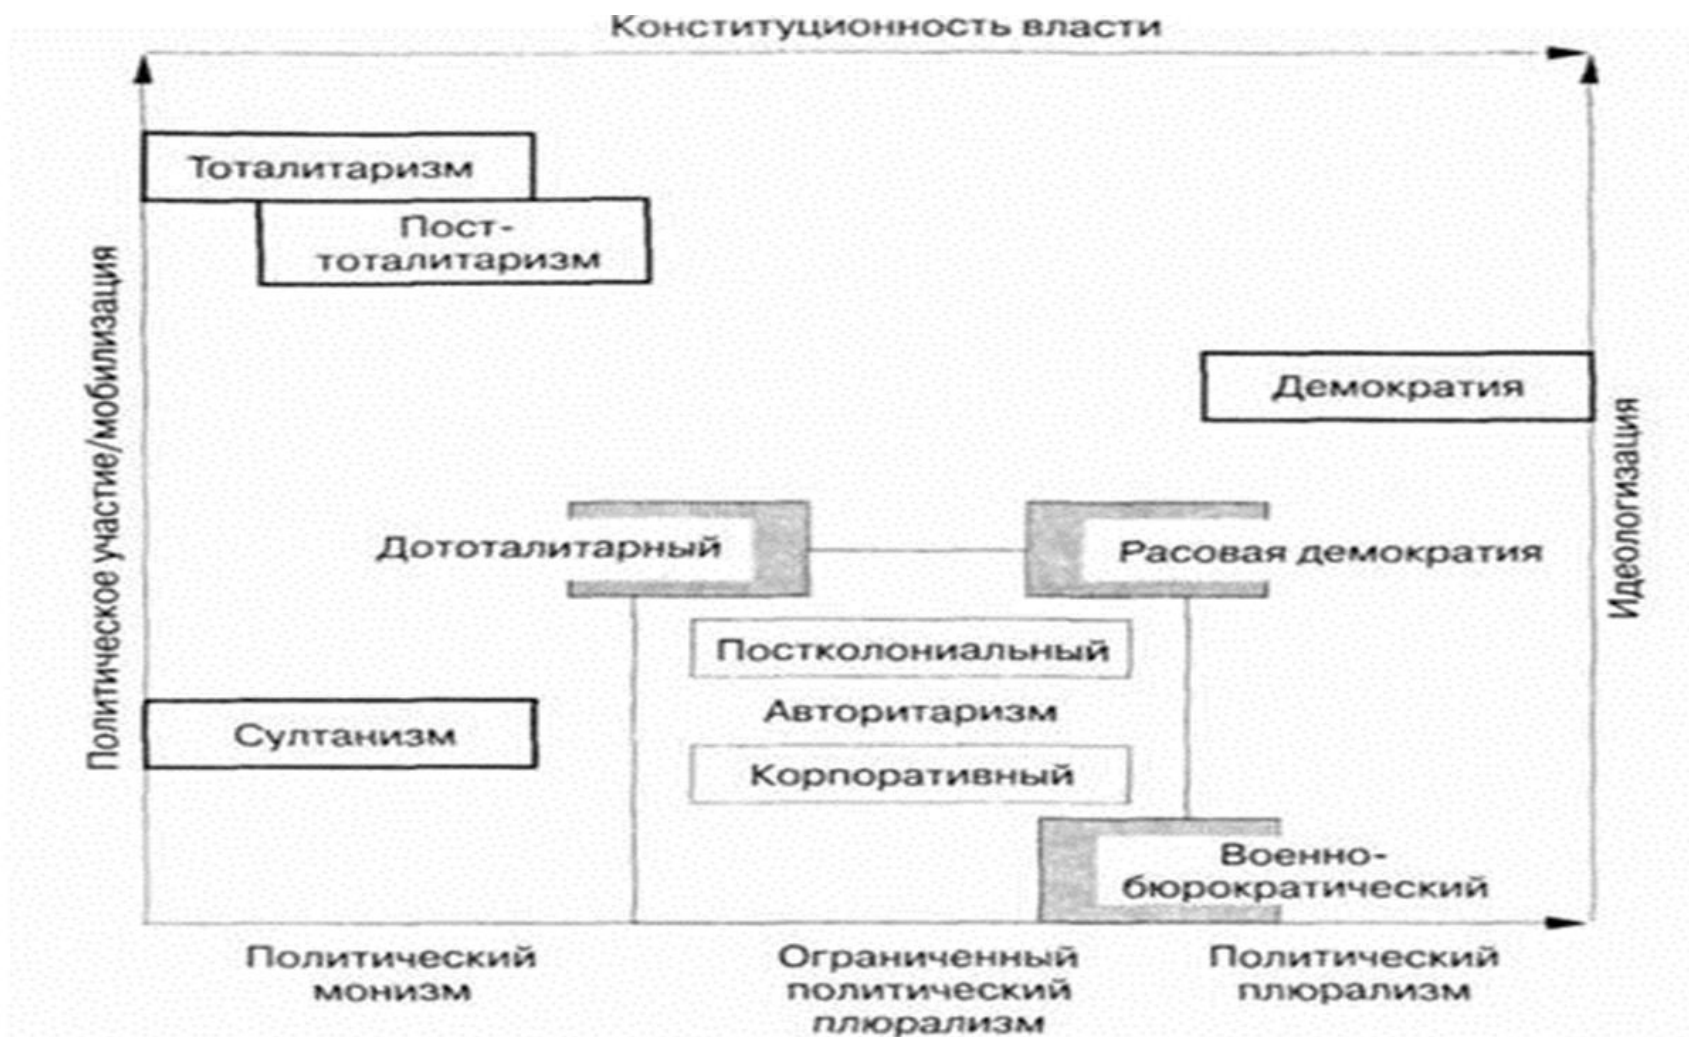 Конституционность власти
Тоталитаризм
Пост-
тоталитаризм
Политическое участие/мобилизация
Демократия
Идеологизация
Дототалитарный
Расовая демократия
Постколониальный
Авторитаризм
Султанизм
Корпоративный
Военно-
бюрократический
Политический
монизм
Ограниченный
политический
плюрализм
Политический
плюрализм